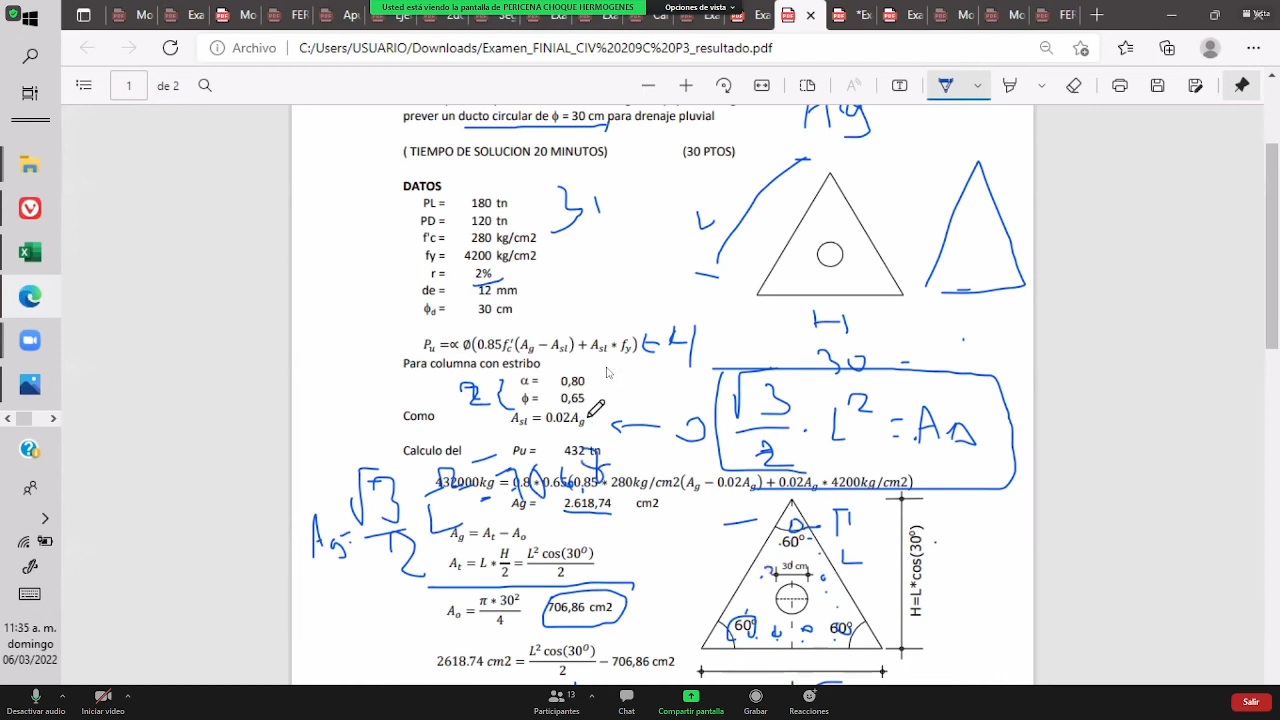 Usted está viendo la pantalla de PERICENA CHOQUE HERMOGENES
Opciones de vista
Archivo
C:/Users/USUARIO/Downloads/Examen_FINIAL_CIV%20209C%20P3_resultado.pdf
1 de 2
prever un ducto circular de ϕ = 30 cm para drenaje pluvial
( TIEMPO DE SOLUCION 20 MINUTOS) (30 PTOS)
DATOS
PL = 180 tn
PD = 120 tn
f'c = 280 kg/cm2
fy = 4200 kg/cm2
r = 2%
de = 12 mm
ϕd = 30 cm
Pu =∝ ∅(0.85f'c(Ag − Asl) + Asl ∗ fy)
Para columna con estribo
α = 0,80
ϕ = 0,65
Como Asl = 0.02Ag
Calculo del Pu = 432 tn
432000kg = 0.8 ∗ 0.65(0.85 ∗ 280kg/cm2(Ag − 0.02Ag) + 0.02Ag ∗ 4200kg/cm2)
Ag = 2.618,74 cm2
Ag = At − Ao
At = L ∗ H/2 = L² cos(30°)/2
Ao = π ∗ 30²/4 706,86 cm2
2618.74 cm2 = L² cos(30°)/2 − 706,86 cm2
30
√3/2 · L² = A
60°
30 cm
60°
60°
H=L*cos(30°)
L
11:35 a. m.
domingo
06/03/2022
Desactivar audio
Iniciar video
13
Participantes
Chat
Compartir pantalla
Grabar
Reacciones
Salir